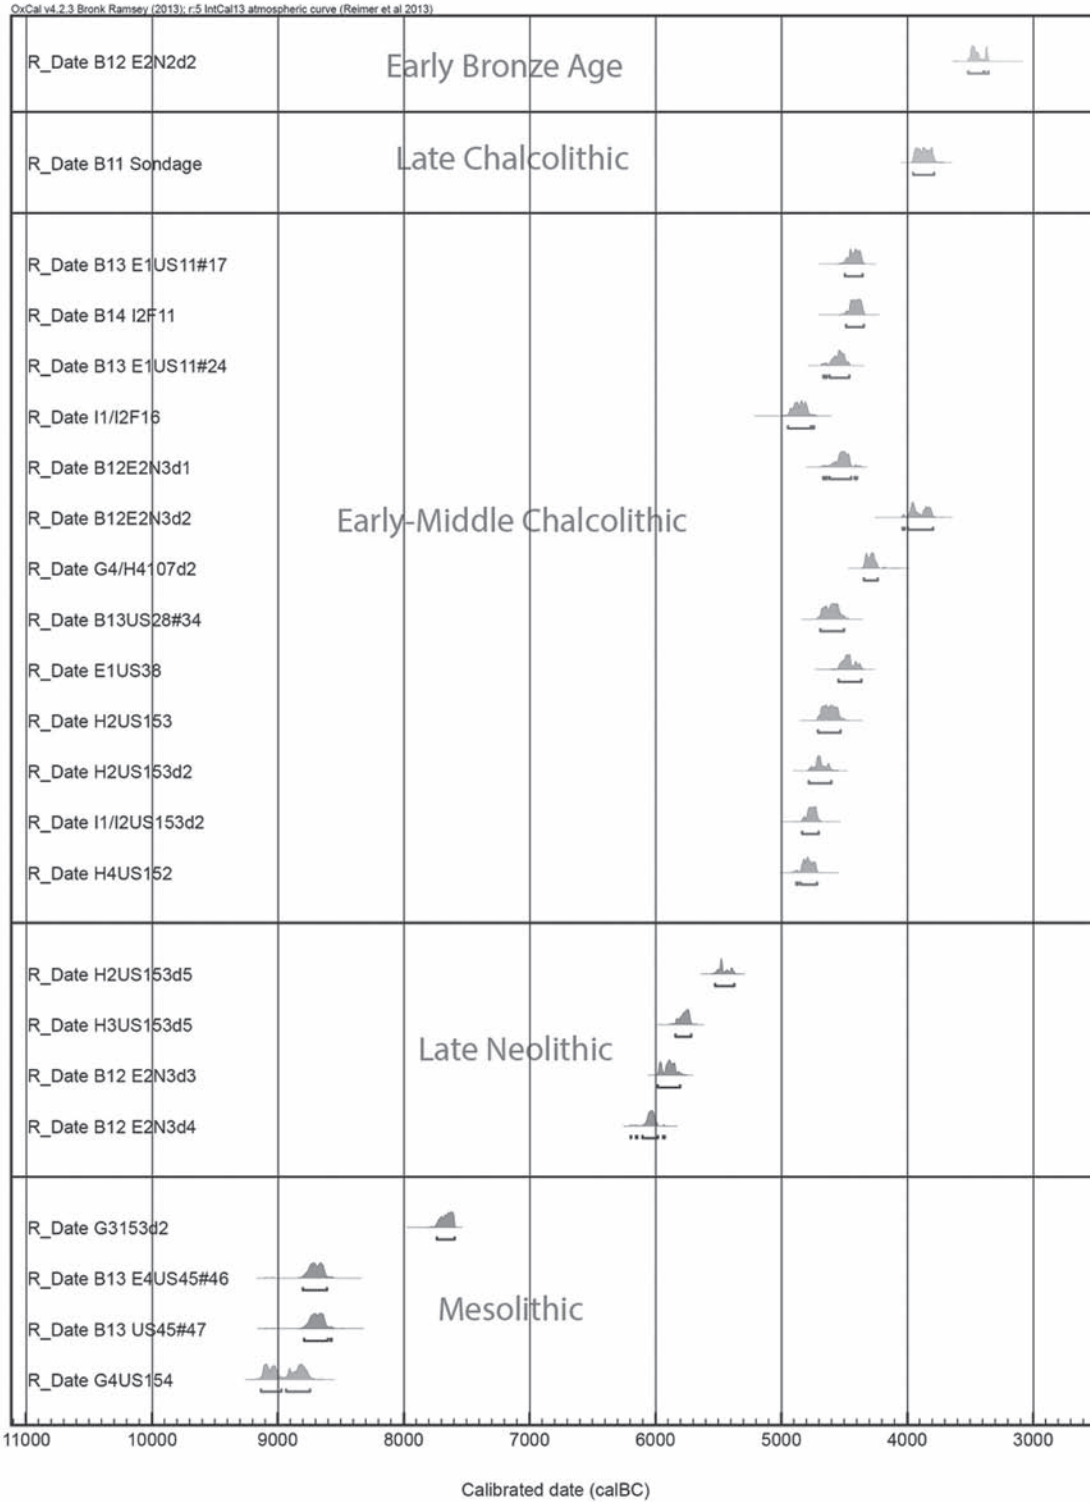 OxCal v4.2.3 Bronk Ramsey (2013); r:5 IntCal13 atmospheric curve (Reimer et al 2013)
R_Date B12 E2N2d2
Early Bronze Age
R_Date B11 Sondage
Late Chalcolithic
R_Date B13 E1US11#17
R_Date B14 I2F11
R_Date B13 E1US11#24
R_Date I1/I2F16
R_Date B12E2N3d1
R_Date B12E2N3d2
Early-Middle Chalcolithic
R_Date G4/H4107d2
R_Date B13US28#34
R_Date E1US38
R_Date H2US153
R_Date H2US153d2
R_Date I1/I2US153d2
R_Date H4US152
R_Date H2US153d5
R_Date H3US153d5
Late Neolithic
R_Date B12 E2N3d3
R_Date B12 E2N3d4
R_Date G3153d2
R_Date B13 E4US45#46
Mesolithic
R_Date B13 US45#47
R_Date G4US154
11000 10000 9000 8000 7000 6000 5000 4000 3000
Calibrated date (calBC)